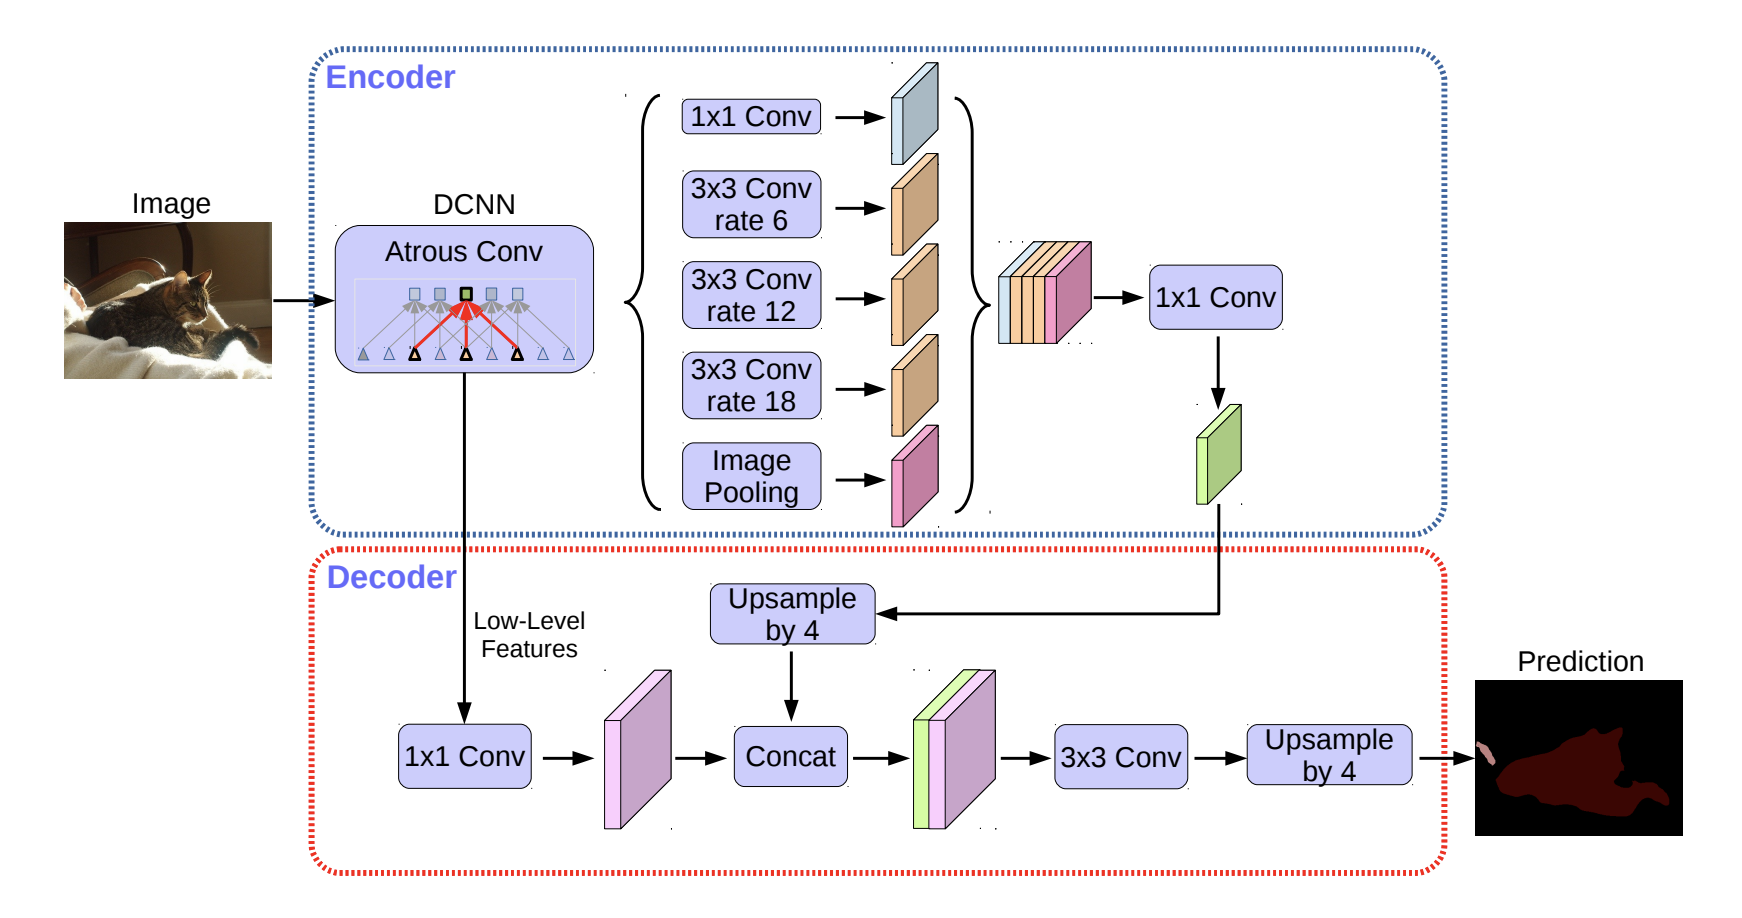 Encoder
Image
DCNN
Atrous Conv
1x1 Conv
3x3 Conv
rate 6
3x3 Conv
rate 12
3x3 Conv
rate 18
Image
Pooling
1x1 Conv
Decoder
Low-Level
Features
Upsample
by 4
1x1 Conv
Concat
3x3 Conv
Upsample
by 4
Prediction